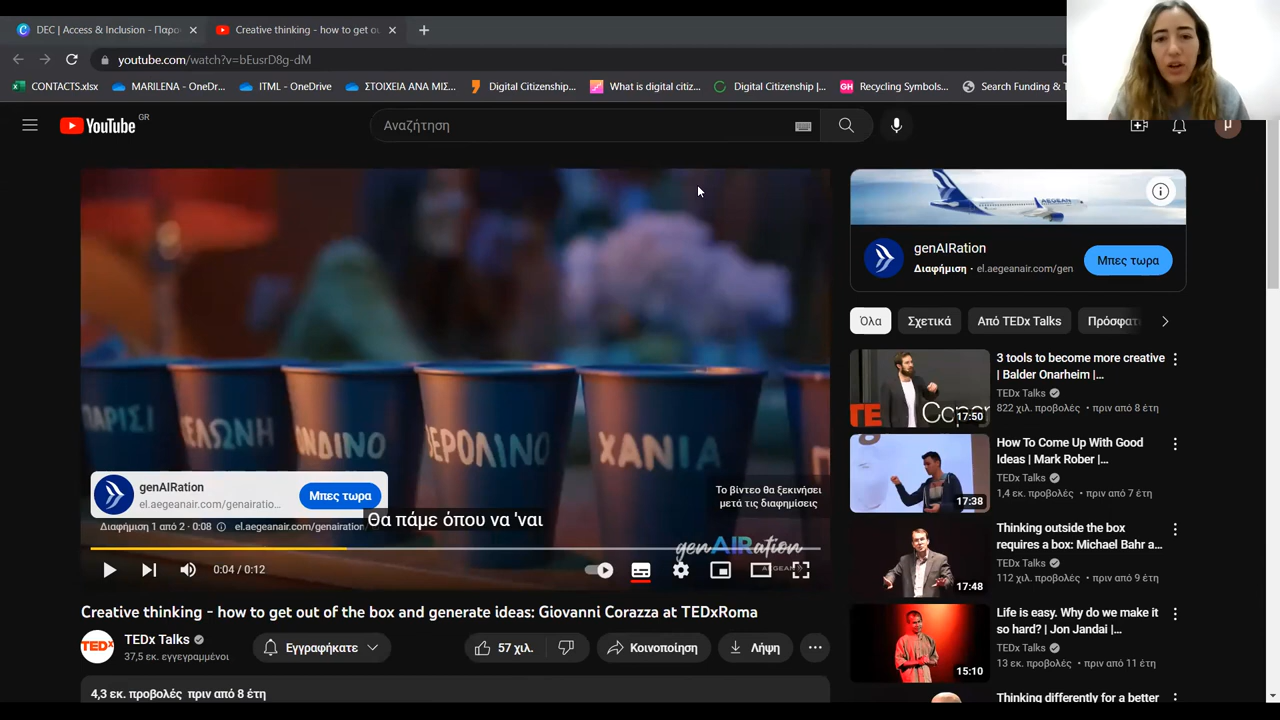 DEC | Access & Inclusion - Παρο
Creative thinking - how to get ou
youtube.com/watch?v=bEusrD8g-dM
CONTACTS.xlsx
MARILENA - OneDr...
ITML - OneDrive
ΣΤΟΙΧΕΙΑ ΑΝΑ ΜΙΣ...
Digital Citizenship...
What is digital citiz...
Digital Citizenship |...
GH
Recycling Symbols...
Search Funding & T
YouTube
GR
Αναζήτηση
μ
ΠΑΡΙΣΙ
ΛΟΝΔΙΝΟ
ΒΕΡΟΛΙΝΟ
ΧΑΝΙΑ
genAIRation
el.aegeanair.com/genairatio...
Μπες τωρα
Το βίντεο θα ξεκινήσει
μετά τις διαφημίσεις
Διαφήμιση 1 από 2 · 0:08
el.aegeanair.com/genairation
Θα πάμε όπου να 'ναι
genAIRation
AEGEAN
0:04 / 0:12
Creative thinking - how to get out of the box and generate ideas: Giovanni Corazza at TEDxRoma
TEDx
TEDx Talks
37,5 εκ. εγγεγραμμένοι
Εγγραφήκατε
57 χιλ.
Κοινοποίηση
Λήψη
4,3 εκ. προβολές πριν από 8 έτη
AEGEAN
genAIRation
Διαφήμιση · el.aegeanair.com/gen
Μπες τωρα
Όλα
Σχετικά
Από TEDx Talks
Πρόσφατ
3 tools to become more creative
| Balder Onarheim |...
TEDx Talks
822 χιλ. προβολές · πριν από 8 έτη
17:50
How To Come Up With Good
Ideas | Mark Rober |...
TEDx Talks
1,4 εκ. προβολές · πριν από 7 έτη
17:38
Thinking outside the box
requires a box: Michael Bahr a...
TEDx Talks
112 χιλ. προβολές · πριν από 9 έτη
17:48
Life is easy. Why do we make it
so hard? | Jon Jandai |...
TEDx Talks
13 εκ. προβολές · πριν από 11 έτη
15:10
Thinking differently for a better